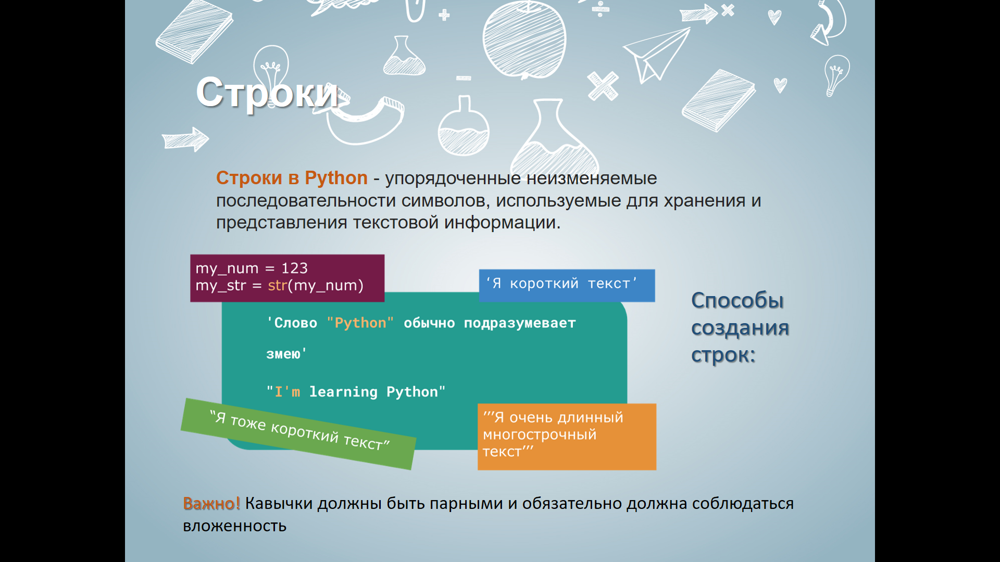 Строки
Строки в Python - упорядоченные неизменяемые
последовательности символов, используемые для хранения и
представления текстовой информации.
my_num = 123
my_str = str(my_num)
‘Я короткий текст’
'Слово "Python" обычно подразумевает
змею'
"I'm learning Python"
“Я тоже короткий текст”
’’’Я очень длинный
многострочный
текст’’’
Способы
создания
строк:
Важно! Кавычки должны быть парными и обязательно должна соблюдаться
вложенность